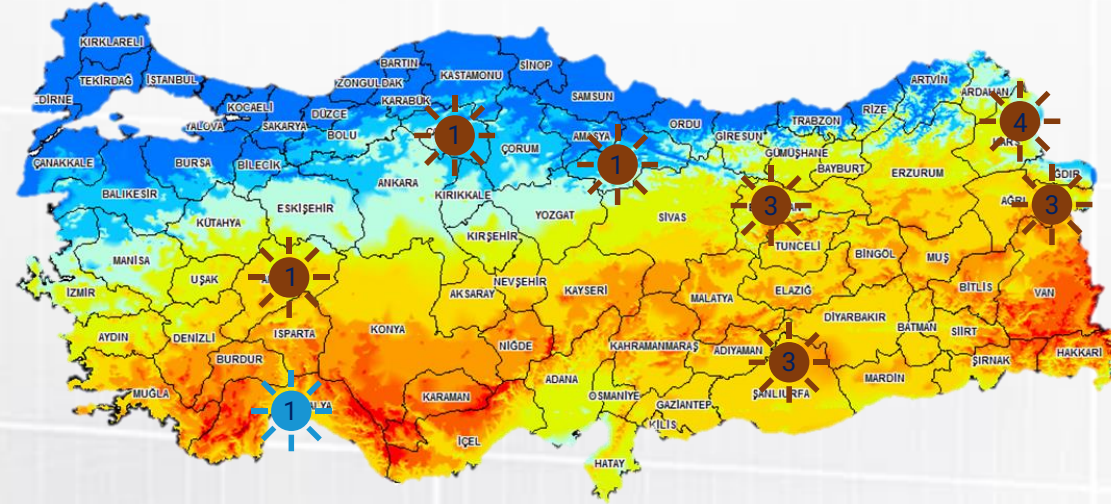 KIRKLARELİ
TEKİRDAĞ
İSTANBUL
EDİRNE
KOCAELİ
YALOVA
SAKARYA
DÜZCE
BOLU
ZONGULDAK
BARTIN
KARABÜK
KASTAMONU
SİNOP
SAMSUN
ORDU
GİRESUN
TRABZON
RİZE
ARTVİN
ARDAHAN
4
KARS
1
1
AMASYA
ÇORUM
GÜMÜŞHANE
BAYBURT
ERZURUM
ÇANAKKALE
BURSA
BİLECİK
BALIKESİR
ESKİŞEHİR
KÜTAHYA
ANKARA
KIRIKKALE
YOZGAT
SİVAS
3
IĞDIR
AĞRI
3
KIRŞEHİR
TUNCELİ
BİNGÖL
MUŞ
MANİSA
UŞAK
1
İZMİR
AKSARAY
NEVŞEHİR
KAYSERİ
MALATYA
ELAZIĞ
BİTLİS
VAN
AYDIN
DENİZLİ
ISPARTA
KONYA
NİĞDE
KAHRAMANMARAŞ
ADIYAMAN
DİYARBAKIR
BATMAN
SİİRT
ŞIRNAK
HAKKARİ
BURDUR
MUĞLA
3
ŞANLIURFA
MARDİN
1
KARAMAN
ADANA
OSMANİYE
GAZİANTEP
KİLİS
İÇEL
HATAY